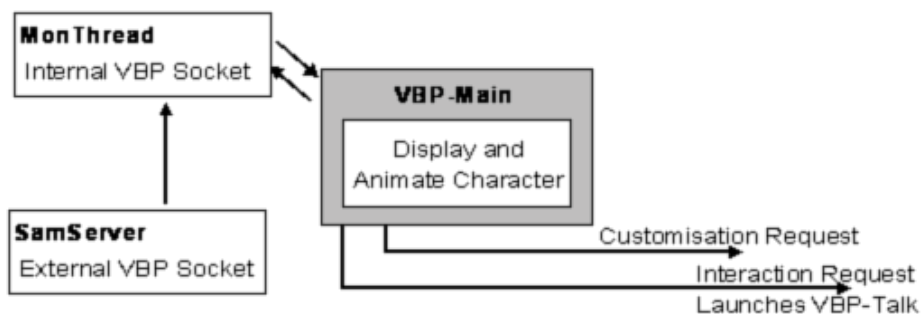 MonThread
Internal VBP Socket
VBP-Main
Display and
Animate Character
SamServer
External VBP Socket
Customisation Request
Interaction Request
Launches VBP-Talk